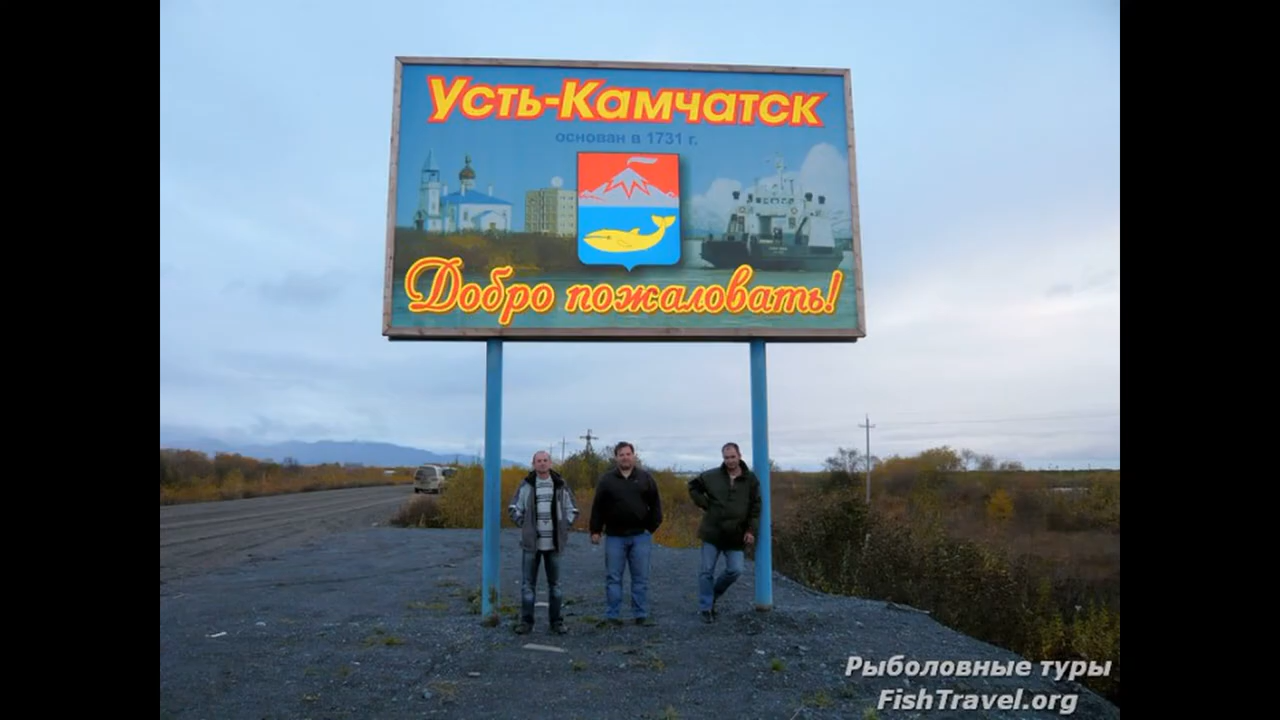 Усть-Камчатск
основан в 1731 г.
Добро пожаловать!
Рыболовные туры
FishTravel.org